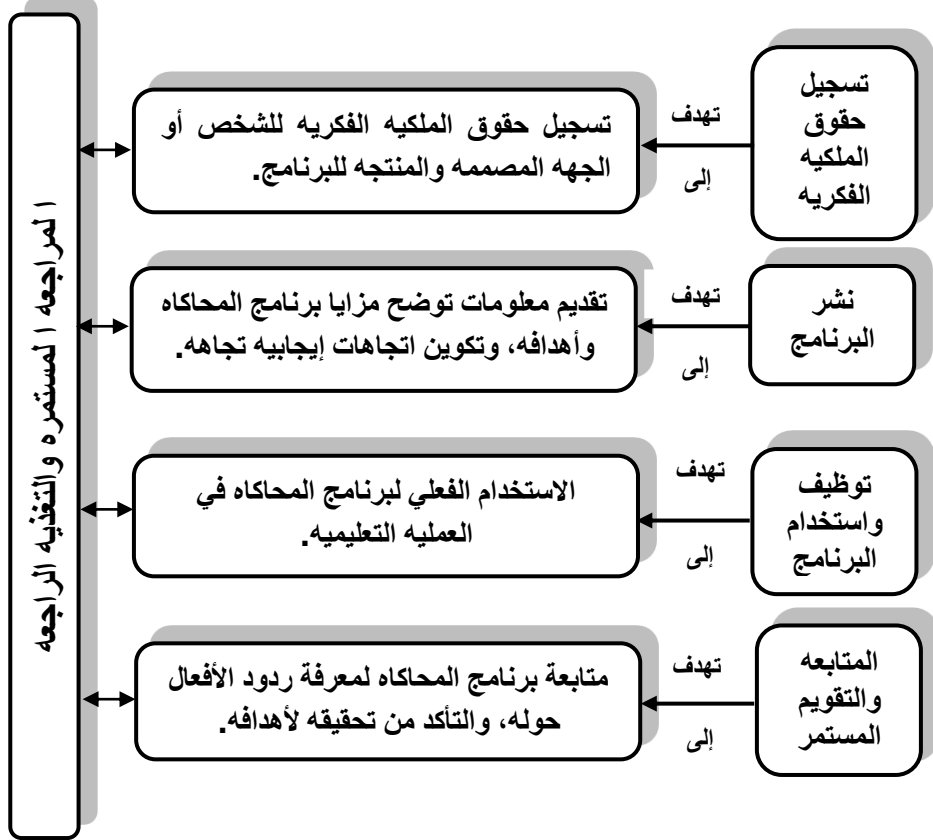 تسجيل
حقوق
الملكيه
الفكريه
تهدف
إلى
تسجيل حقوق الملكيه الفكريه للشخص أو
الجهه المصممه والمنتجه للبرنامج.
نشر
البرنامج
تهدف
إلى
تقديم معلومات توضح مزايا برنامج المحاكاه
وأهدافه، وتكوين اتجاهات إيجابيه تجاهه.
توظيف
واستخدام
البرنامج
تهدف
إلى
الاستخدام الفعلي لبرنامج المحاكاه في
العمليه التعليميه.
المتابعه
والتقويم
المستمر
تهدف
إلى
متابعة برنامج المحاكاه لمعرفة ردود الأفعال
حوله، والتأكد من تحقيقه لأهدافه.
المراجعه المستمره والتغذيه الراجعه